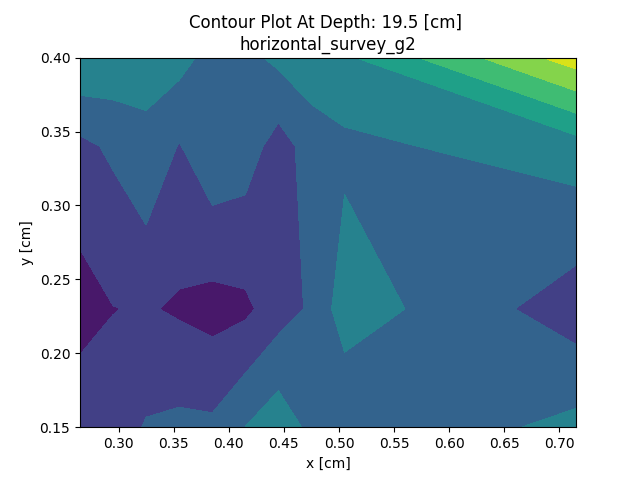 Contour Plot At Depth: 19.5 [cm]
horizontal_survey_g2
0.40
0.35
0.30
0.25
0.20
0.15
y [cm]
0.30 0.35 0.40 0.45 0.50 0.55 0.60 0.65 0.70
x [cm]